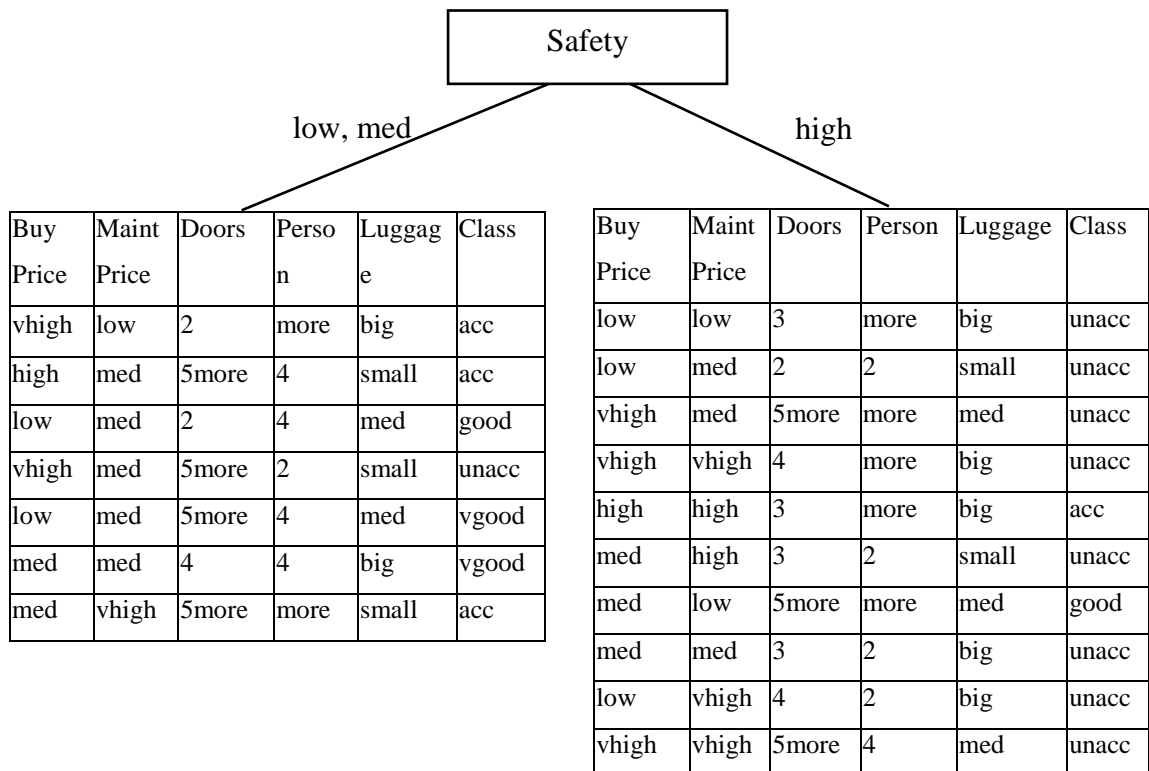 Safety
low, med
high
Buy Price Maint Price Doors Perso n Luggag e Class
vhigh low 2 more big acc
high med 5more 4 small acc
low med 2 4 med good
vhigh med 5more 2 small unacc
low med 5more 4 med vgood
med med 4 4 big vgood
med vhigh 5more more small acc
Buy Price Maint Price Doors Person Luggage Class
low low 3 more big unacc
low med 2 2 small unacc
vhigh med 5more more med unacc
vhigh vhigh 4 more big unacc
high high 3 more big acc
med high 3 2 small unacc
med low 5more more med good
med med 3 2 big unacc
low vhigh 4 2 big unacc
vhigh vhigh 5more 4 med unacc